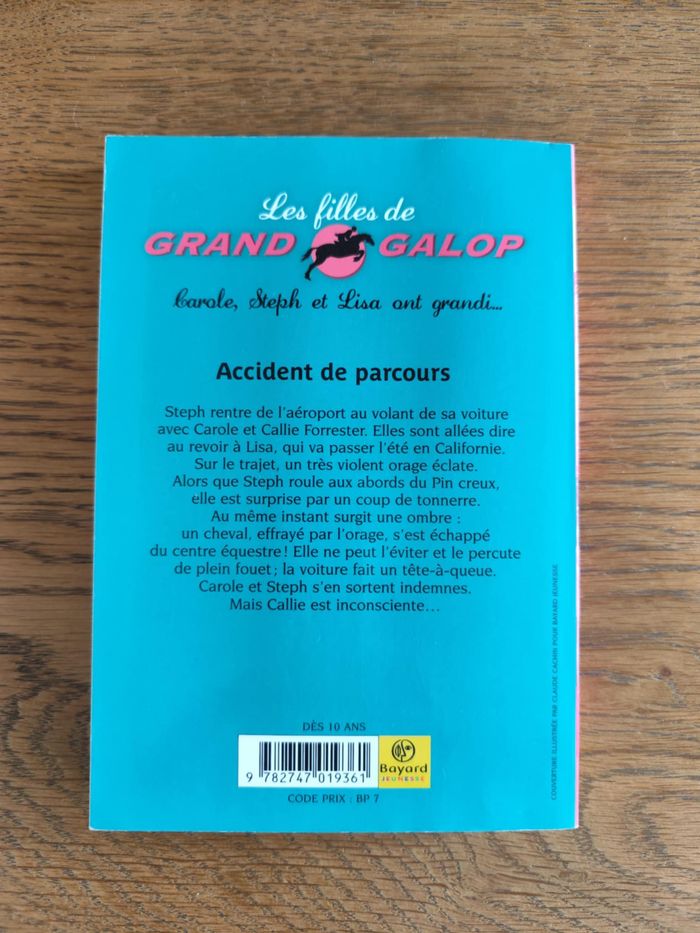 Les filles de
GRAND GALOP
Carole, Steph et Lisa ont grandi...
Accident de parcours
Steph rentre de l'aéroport au volant de sa voiture
avec Carole et Callie Forrester. Elles sont allées dire
au revoir à Lisa, qui va passer l'été en Californie.
Sur le trajet, un très violent orage éclate.
Alors que Steph roule aux abords du Pin creux,
elle est surprise par un coup de tonnerre.
Au même instant surgit une ombre :
un cheval, effrayé par l'orage, s'est échappé
du centre équestre ! Elle ne peut l'éviter et le percute
de plein fouet ; la voiture fait un tête-à-queue.
Carole et Steph s'en sortent indemnes.
Mais Callie est inconsciente...
COUVERTURE ILLUSTRÉE PAR CLAUDE CACHIN POUR BAYARD JEUNESSE
DÈS 10 ANS
9 782747 019361
Bayard
JEUNESSE
CODE PRIX : BP 7